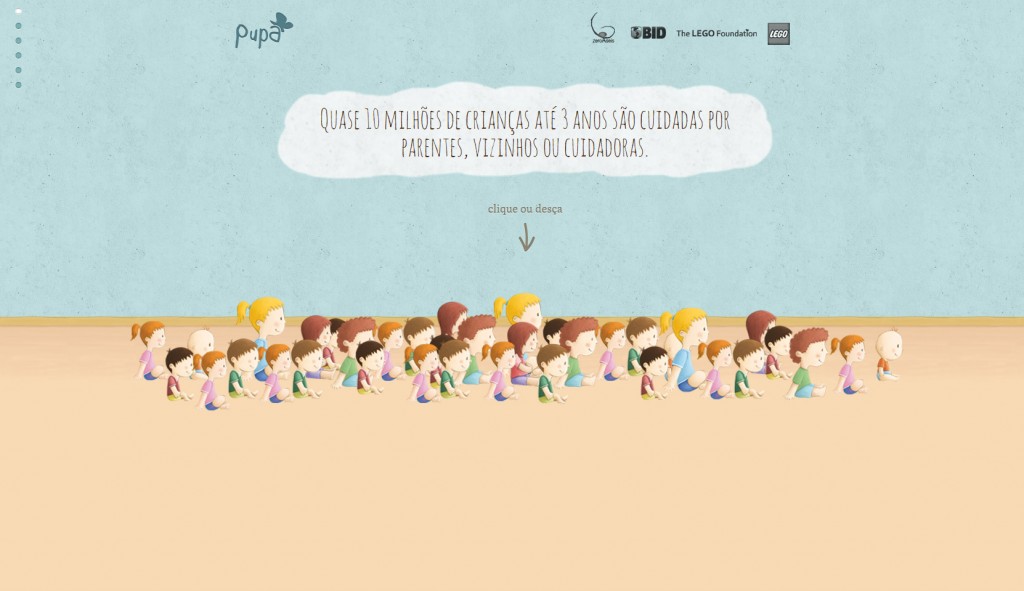 pupa
BID
The LEGO Foundation
LEGO
Quase 10 milhões de crianças até 3 anos são cuidadas por
parentes, vizinhos ou cuidadoras.
clique ou desça